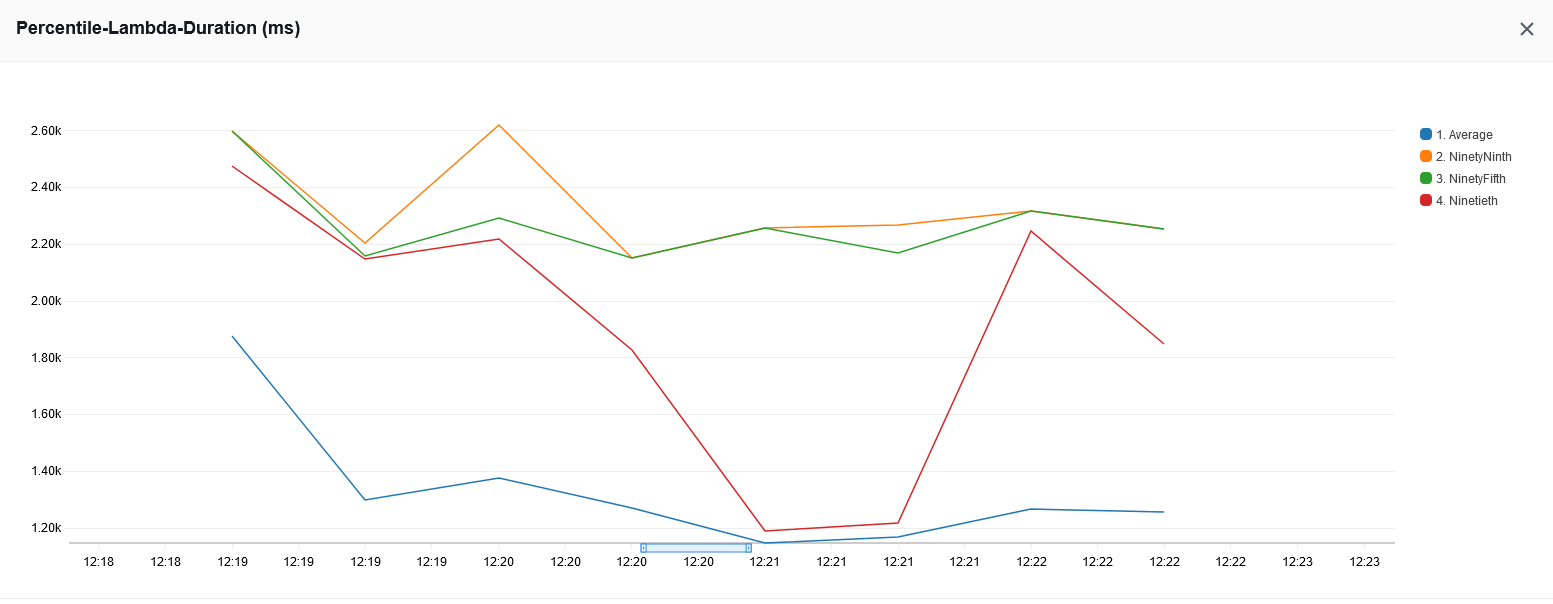 Percentile-Lambda-Duration (ms)
2.60k
2.40k
2.20k
2.00k
1.80k
1.60k
1.40k
1.20k
12:18 12:18 12:19 12:19 12:19 12:19 12:20 12:20 12:20 12:20 12:21 12:21 12:21 12:21 12:22 12:22 12:22 12:22 12:23 12:23
1. Average
2. NinetyNinth
3. NinetyFifth
4. Ninetieth